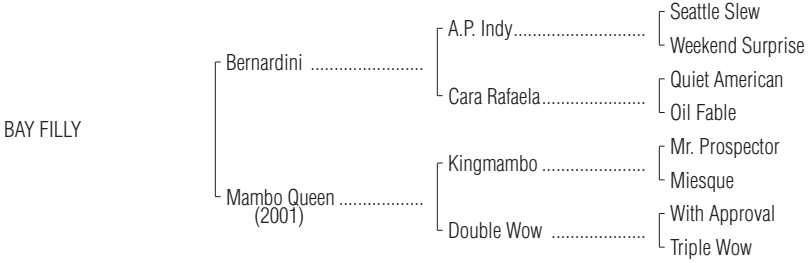 Seattle Slew
A.P. Indy............................
Weekend Surprise
Bernardini ........................
Quiet American
Cara Rafaela......................
Oil Fable
BAY FILLY
Mr. Prospector
Kingmambo ......................
Miesque
Mambo Queen ..................
(2001)
With Approval
Double Wow ....................
Triple Wow